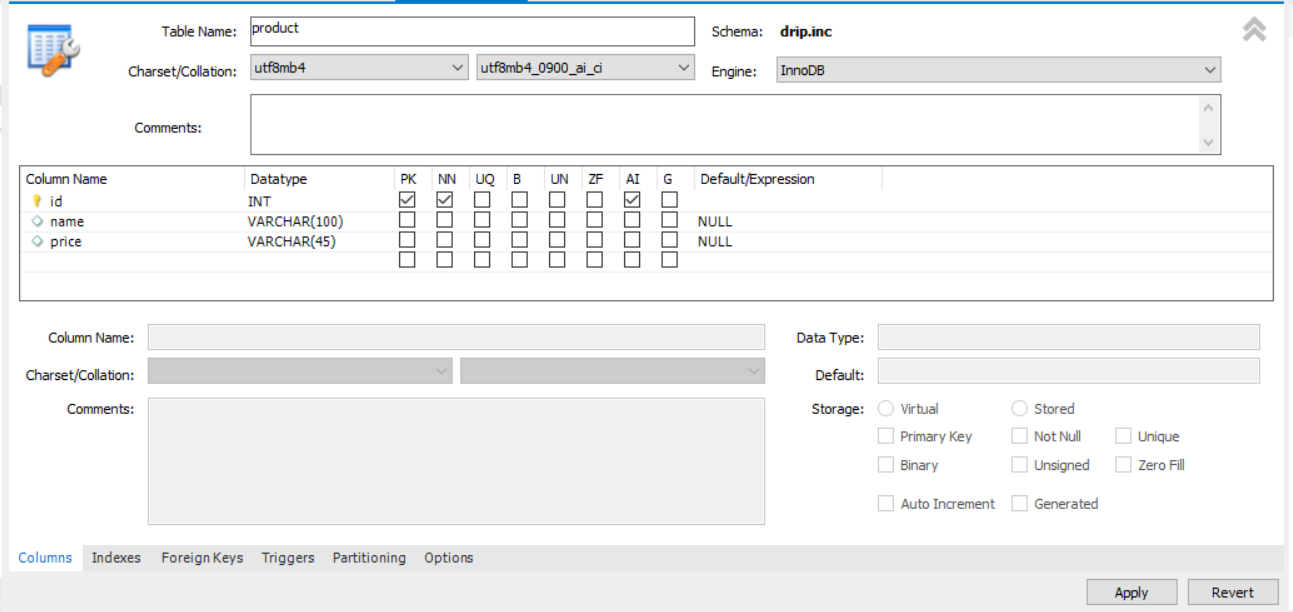 Table Name: product Schema: drip.inc
Charset/Collation: utf8mb4 utf8mb4_0900_ai_ci Engine: InnoDB
Comments:
Column Name Datatype PK NN UQ B UN ZF AI G Default/Expression
id INT
name VARCHAR(100) NULL
price VARCHAR(45) NULL
Column Name: Data Type:
Charset/Collation: Default:
Comments: Storage: Virtual Stored
Primary Key Not Null Unique
Binary Unsigned Zero Fill
Auto Increment Generated
Columns Indexes Foreign Keys Triggers Partitioning Options
Apply Revert